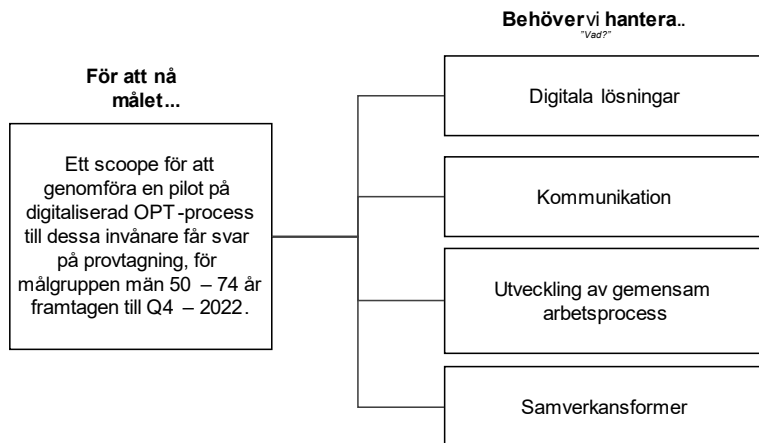 För att nå
målet...
Ett scoope för att
genomföra en pilot på
digitaliserad OPT-process
till dessa invånare får svar
på provtagning, för
målgruppen män 50 – 74 år
framtagen till Q4 – 2022.
Behöver vi hantera..
"Vad?"
Digitala lösningar
Kommunikation
Utveckling av gemensam
arbetsprocess
Samverkansformer